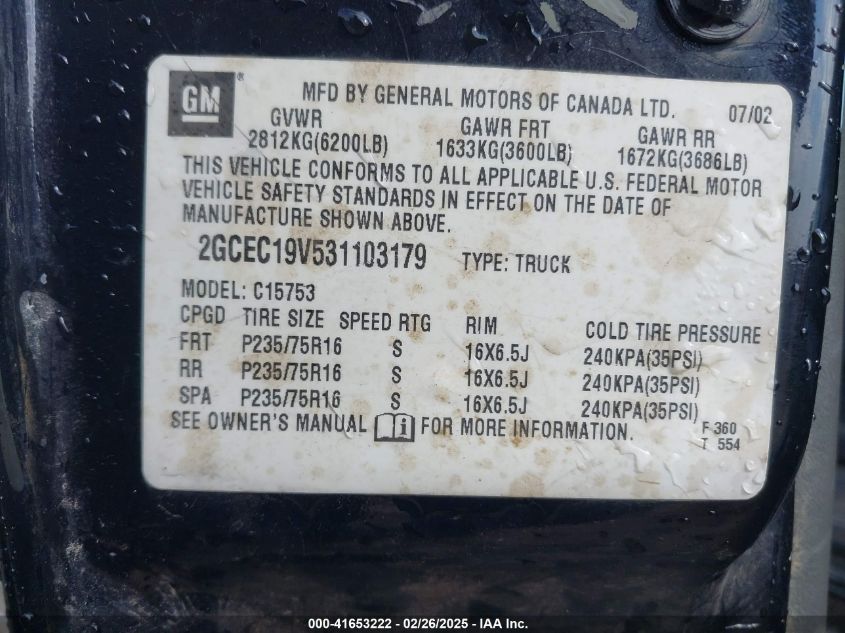 GM®
MFD BY GENERAL MOTORS OF CANADA LTD. 07/02
GVWR GAWR FRT GAWR RR
2812KG(6200LB) 1633KG(3600LB) 1672KG(3686LB)
THIS VEHICLE CONFORMS TO ALL APPLICABLE U.S. FEDERAL MOTOR
VEHICLE SAFETY STANDARDS IN EFFECT ON THE DATE OF
MANUFACTURE SHOWN ABOVE.
2GCEC19V531103179 TYPE: TRUCK
MODEL: C15753
CPGD TIRE SIZE SPEED RTG RIM COLD TIRE PRESSURE
FRT P235/75R16 S 16X6.5J 240KPA(35PSI)
RR P235/75R16 S 16X6.5J 240KPA(35PSI)
SPA P235/75R16 S 16X6.5J 240KPA(35PSI)
SEE OWNER'S MANUAL i FOR MORE INFORMATION. F 360
T 554
000-41653222 - 02/26/2025 - IAA Inc.